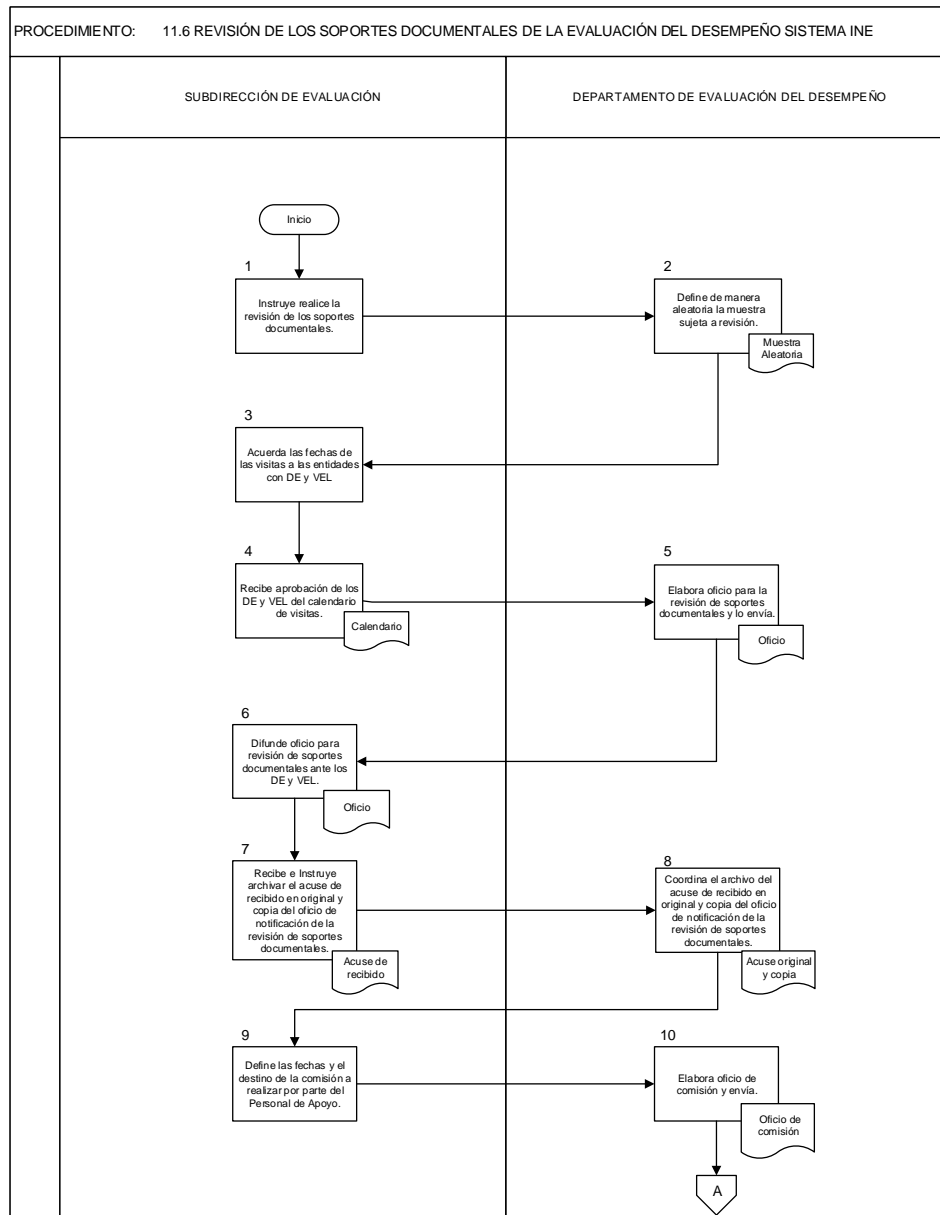 PROCEDIMIENTO: 11.6 REVISIÓN DE LOS SOPORTES DOCUMENTALES DE LA EVALUACIÓN DEL DESEMPEÑO SISTEMA INE
SUBDIRECCIÓN DE EVALUACIÓN
DEPARTAMENTO DE EVALUACIÓN DEL DESEMPEÑO
Inicio
1
Instruye realice la
revisión de los soportes
documentales.
2
Define de manera
aleatoria la muestra
sujeta a revisión.
Muestra
Aleatoria
3
Acuerda las fechas de
las visitas a las entidades
con DE y VEL
4
Recibe aprobación de los
DE y VEL del calendario
de visitas.
Calendario
5
Elabora oficio para la
revisión de soportes
documentales y lo envía.
Oficio
6
Difunde oficio para
revisión de soportes
documentales ante los
DE y VEL.
Oficio
7
Recibe e Instruye
archivar el acuse de
recibido en original y
copia del oficio de
notificación de la
revisión de soportes
documentales.
Acuse de
recibido
8
Coordina el archivo del
acuse de recibido en
original y copia del oficio
de notificación de la
revisión de soportes
documentales.
Acuse original
y copia
9
Define las fechas y el
destino de la comisión a
realizar por parte del
Personal de Apoyo.
10
Elabora oficio de
comisión y envía.
Oficio de
comisión
A